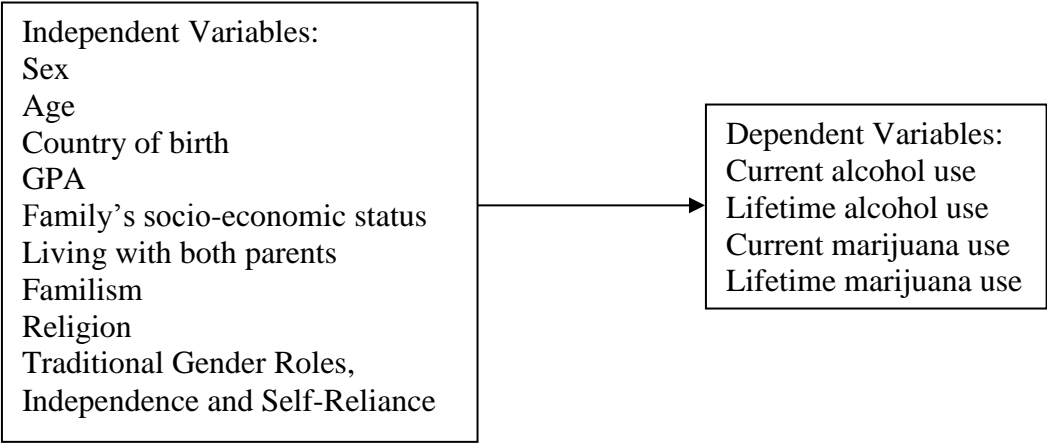 Independent Variables:
Sex
Age
Country of birth
GPA
Family’s socio-economic status
Living with both parents
Familism
Religion
Traditional Gender Roles,
Independence and Self-Reliance
Dependent Variables:
Current alcohol use
Lifetime alcohol use
Current marijuana use
Lifetime marijuana use